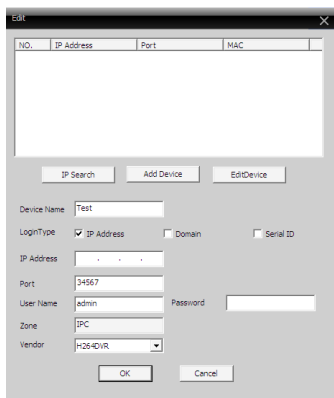 Edit
NO. IP Address Port MAC
IP Search Add Device EditDevice
Device Name Test
LoginType IP Address Domain Serial ID
IP Address . . .
Port 34567
User Name admin Password
Zone IPC
Vendor H264DVR
OK Cancel